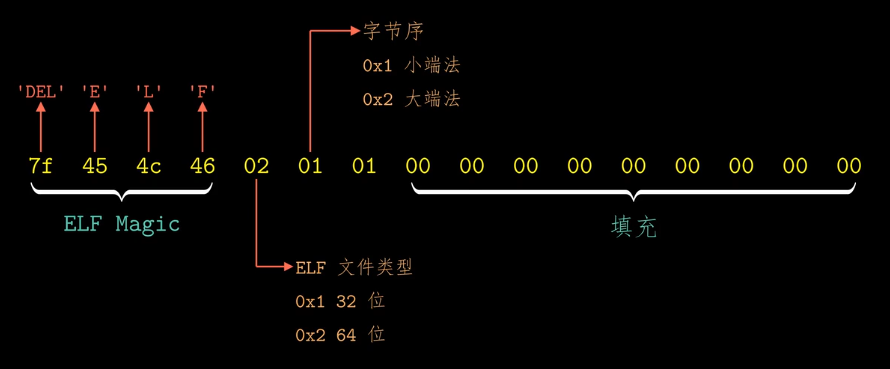 字节序
0x1 小端法
0x2 大端法
'DEL' 'E' 'L' 'F'
7f 45 4c 46 02 01 01 00 00 00 00 00 00 00 00 00
ELF Magic
填充
ELF 文件类型
0x1 32 位
0x2 64 位